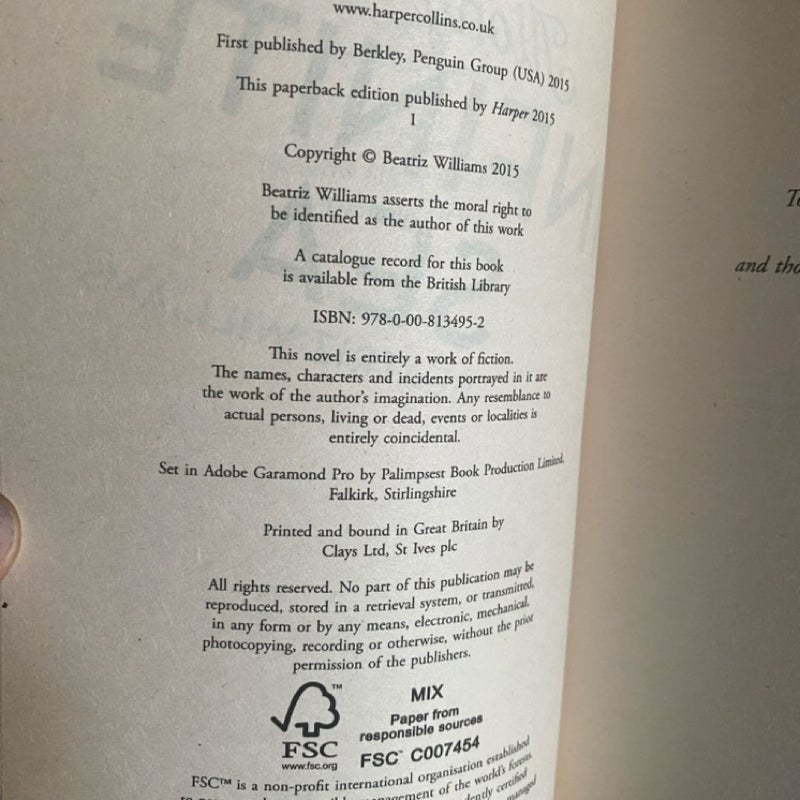 www.harpercollins.co.uk
First published by Berkley, Penguin Group (USA) 2015
This paperback edition published by Harper 2015
1
Copyright © Beatriz Williams 2015
Beatriz Williams asserts the moral right to
be identified as the author of this work
A catalogue record for this book
is available from the British Library
ISBN: 978-0-00-813495-2
This novel is entirely a work of fiction.
The names, characters and incidents portrayed in it are
the work of the author's imagination. Any resemblance to
actual persons, living or dead, events or localities is
entirely coincidental.
Set in Adobe Garamond Pro by Palimpsest Book Production Limited,
Falkirk, Stirlingshire
Printed and bound in Great Britain by
Clays Ltd, St Ives plc
All rights reserved. No part of this publication may be
reproduced, stored in a retrieval system, or transmitted,
in any form or by any means, electronic, mechanical,
photocopying, recording or otherwise, without the prior
permission of the publishers.
FSC
www.fsc.org
MIX
Paper from
responsible sources
FSC™ C007454
FSC™ is a non-profit international organisation established
management of the world's forests.
certified
managed
and